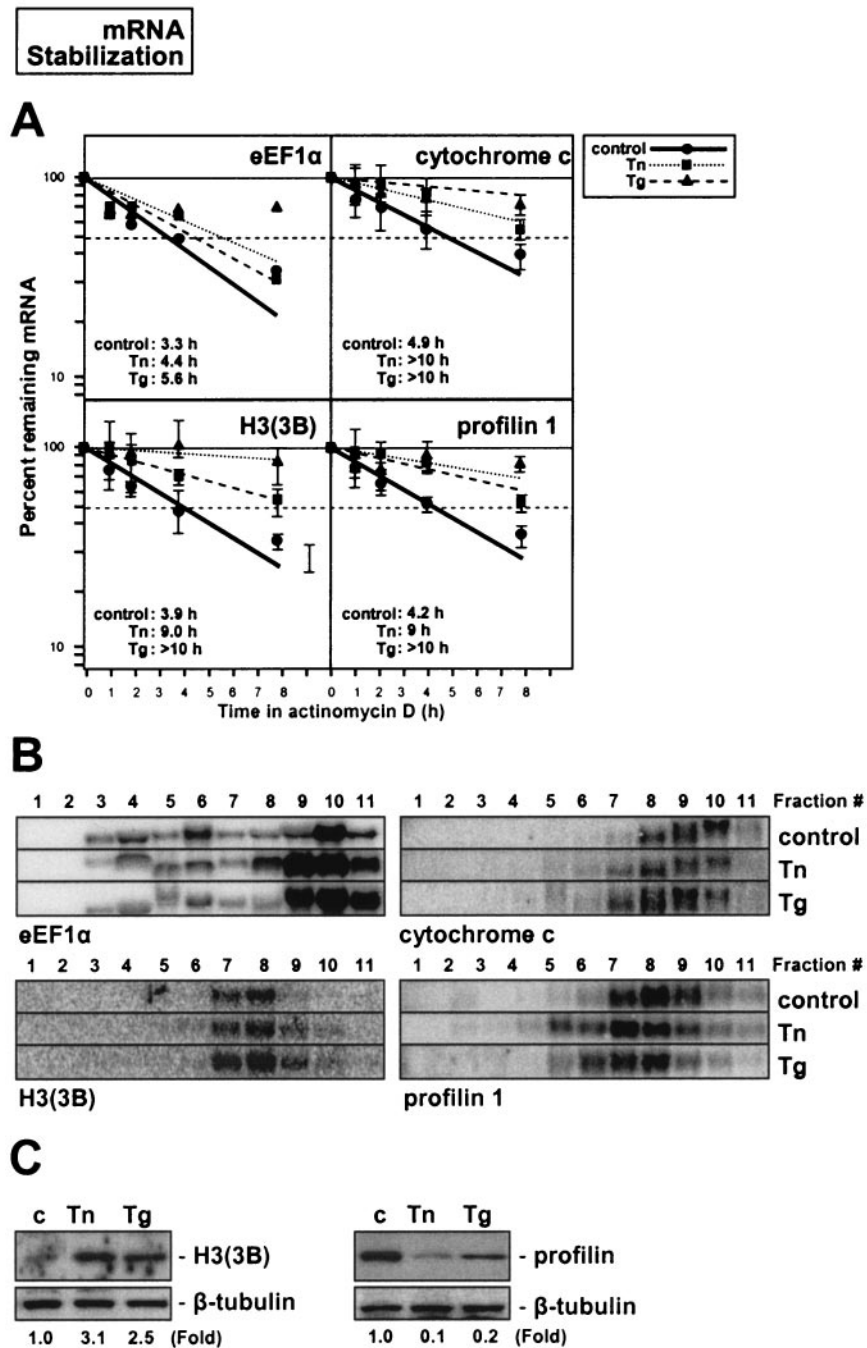 mRNA
Stabilization
A
eEF1α
cytochrome c
control
Tn
Tg
100
10
Percent remaining mRNA
control: 3.3 h
Tn: 4.4 h
Tg: 5.6 h
control: 4.9 h
Tn: >10 h
Tg: >10 h
H3(3B)
profilin 1
100
10
control: 3.9 h
Tn: 9.0 h
Tg: >10 h
control: 4.2 h
Tn: 9 h
Tg: >10 h
0 1 2 3 4 5 6 7 8
0 1 2 3 4 5 6 7 8
Time in actinomycin D (h)
B
1 2 3 4 5 6 7 8 9 10 11
1 2 3 4 5 6 7 8 9 10 11 Fraction #
control
Tn
Tg
eEF1α
cytochrome c
1 2 3 4 5 6 7 8 9 10 11
1 2 3 4 5 6 7 8 9 10 11 Fraction #
control
Tn
Tg
H3(3B)
profilin 1
C
c Tn Tg
- H3(3B)
- β-tubulin
1.0 3.1 2.5 (Fold)
c Tn Tg
- profilin
- β-tubulin
1.0 0.1 0.2 (Fold)